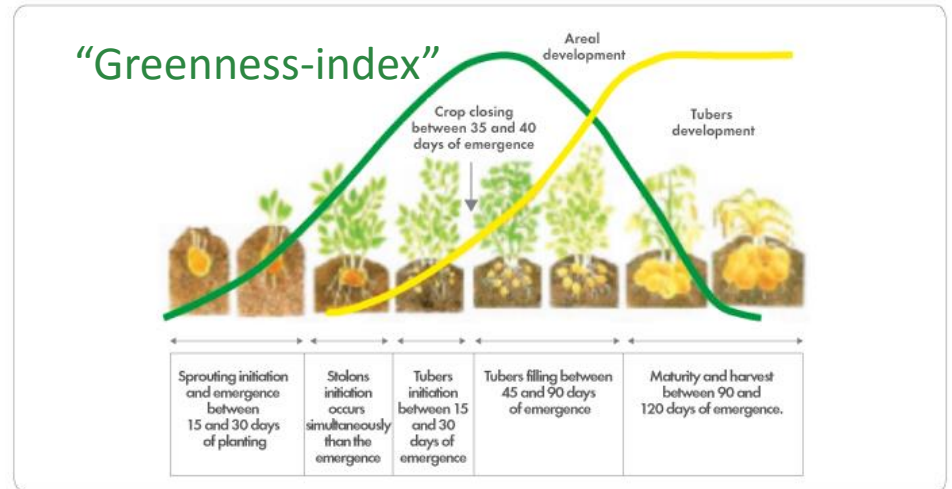 “Greenness-index”
Areal
development
Crop closing
between 35 and 40
days of emergence
Tubers
development
Sprouting initiation
and emergence
between
15 and 30 days
of planting
Stolons
initiation
occurs
simultaneously
than the
emergence
Tubers
initiation
between 15
and 30
days of
emergence
Tubers filling between
45 and 90 days
of emergence
Maturity and harvest
between 90 and
120 days of emergence.